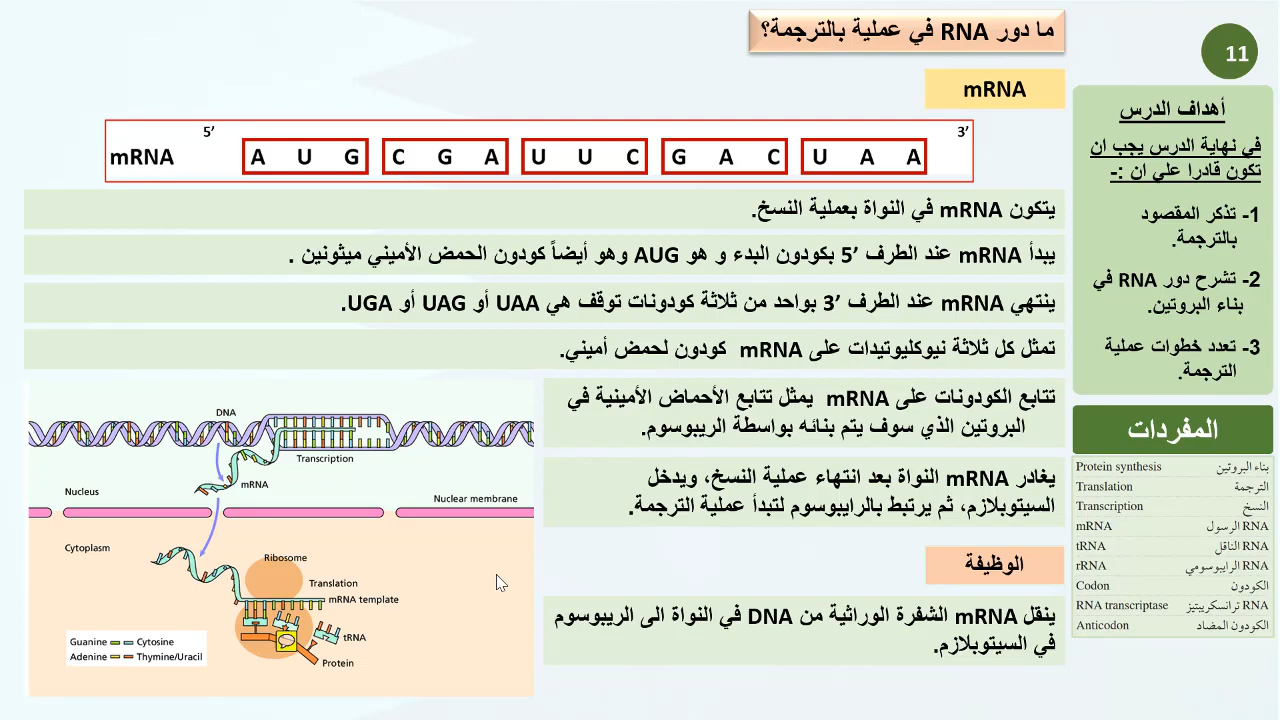 ما دور RNA في عملية بالترجمة؟
11
mRNA
mRNA 5’ A U G C G A U U C G A C U A A 3’
يتكون mRNA في النواة بعملية النسخ.
يبدأ mRNA عند الطرف 5’ بكودون البدء و هو AUG وهو أيضاً كودون الحمض الأميني ميثونين .
ينتهي mRNA عند الطرف 3’ بواحد من ثلاثة كودونات توقف هي UAA أو UAG أو UGA.
تمثل كل ثلاثة نيوكليوتيدات على mRNA كودون لحمض أميني.
تتابع الكودونات على mRNA يمثل تتابع الأحماض الأمينية في
البروتين الذي سوف يتم بنائه بواسطة الريبوسوم.
يغادر mRNA النواة بعد انتهاء عملية النسخ، ويدخل
السيتوبلازم، ثم يرتبط بالرايبوسوم لتبدأ عملية الترجمة.
الوظيفة
ينقل mRNA الشفرة الوراثية من DNA في النواة الى الريبوسوم
في السيتوبلازم.
DNA
Transcription
mRNA
Nucleus
Nuclear membrane
Cytoplasm
Ribosome
Translation
mRNA template
tRNA
Protein
Guanine Cytosine
Adenine Thymine/Uracil
أهداف الدرس
في نهاية الدرس يجب ان
تكون قادرا علي ان :-
1- تذكر المقصود
بالترجمة.
2- تشرح دور RNA في
بناء البروتين.
3- تعدد خطوات عملية
الترجمة.
المفردات
Protein synthesis بناء البروتين
Translation الترجمة
Transcription النسخ
mRNA RNA الرسول
tRNA RNA الناقل
rRNA RNA الرايبوسومي
Codon الكودون
RNA transcriptase RNA ترانسكريبتيز
Anticodon الكودون المضاد